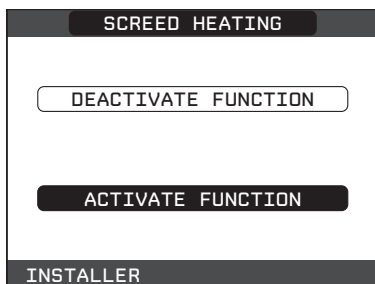 SCREED HEATING
DEACTIVATE FUNCTION
ACTIVATE FUNCTION
INSTALLER